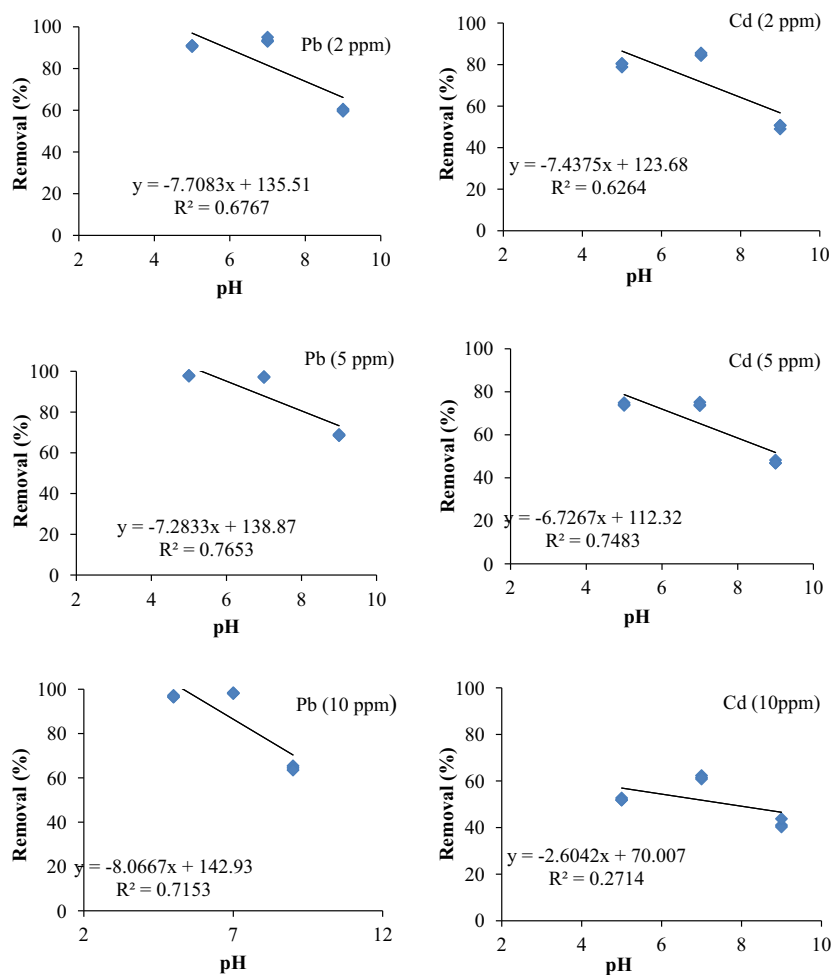 Pb (2 ppm)
Removal (%)
100
80
60
40
20
0
y = -7.7083x + 135.51
R² = 0.6767
2 4 6 8 10
pH
Cd (2 ppm)
Removal (%)
100
80
60
40
20
0
y = -7.4375x + 123.68
R² = 0.6264
2 4 6 8 10
pH
Pb (5 ppm)
Removal (%)
100
80
60
40
20
0
y = -7.2833x + 138.87
R² = 0.7653
2 4 6 8 10
pH
Cd (5 ppm)
Removal (%)
100
80
60
40
20
0
y = -6.7267x + 112.32
R² = 0.7483
2 4 6 8 10
pH
Pb (10 ppm)
Removal (%)
100
80
60
40
20
0
y = -8.0667x + 142.93
R² = 0.7153
2 7 12
pH
Cd (10ppm)
Removal (%)
100
80
60
40
20
0
y = -2.6042x + 70.007
R² = 0.2714
2 4 6 8 10
pH